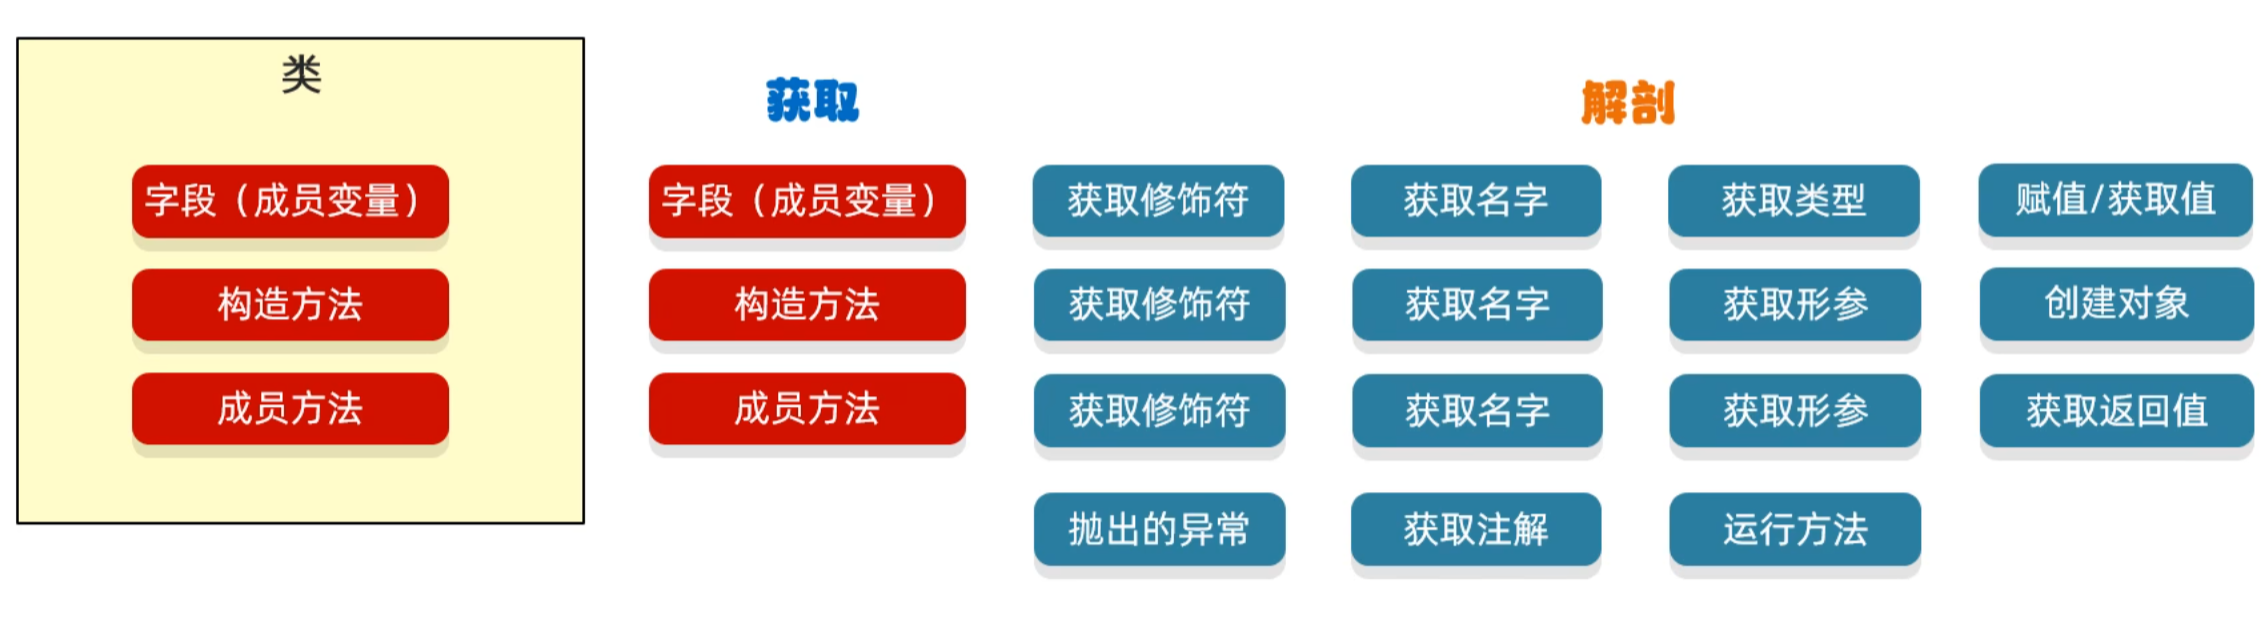 类
字段（成员变量）
构造方法
成员方法
获取
解剖
字段（成员变量） 获取修饰符 获取名字 获取类型 赋值/获取值
构造方法 获取修饰符 获取名字 获取形参 创建对象
成员方法 获取修饰符 获取名字 获取形参 获取返回值
抛出的异常 获取注解 运行方法